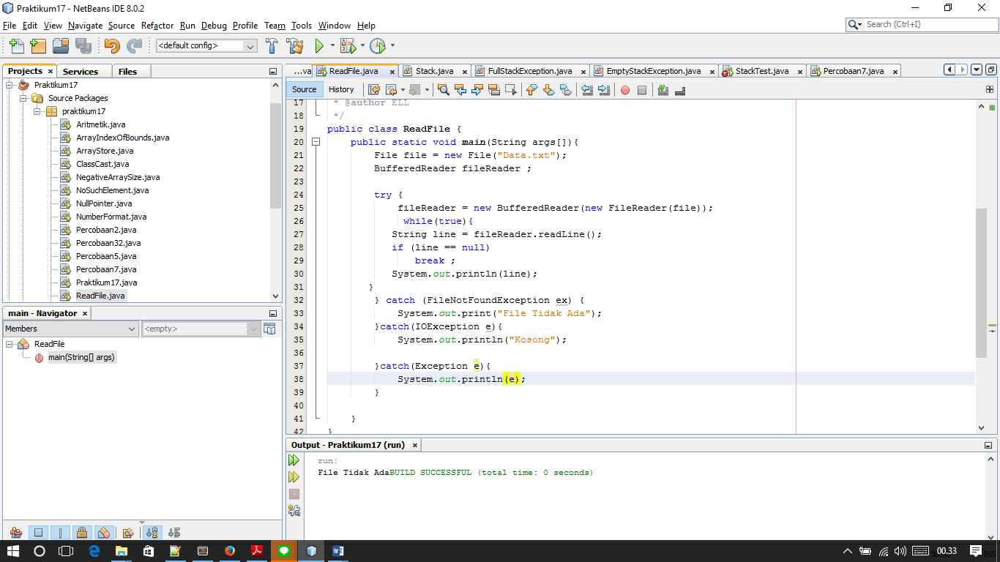 Praktikum17 - NetBeans IDE 8.0.2
File Edit View Navigate Source Refactor Run Debug Profile Team Tools Window Help
Search (Ctrl+I)
<default config>
Projects Services Files
Praktikum17
Source Packages
praktikum17
Aritmetik.java
ArrayIndexOfBounds.java
ArrayStore.java
ClassCast.java
NegativeArraySize.java
NoSuchElement.java
NullPointer.java
NumberFormat.java
Percobaan2.java
Percobaan32.java
Percobaan5.java
Percobaan7.java
Praktikum17.java
ReadFile.java
main - Navigator
Members <empty>
ReadFile
main(String[] args)
...va ReadFile.java Stack.java FullStackException.java EmptyStackException.java StackTest.java Percobaan7.java
Source History
17 * @author ELL
18 */
19 public class ReadFile {
20 public static void main(String args[]){
21 File file = new File("Data.txt");
22 BufferedReader fileReader ;
23
24 try {
25 fileReader = new BufferedReader(new FileReader(file));
26 while(true){
27 String line = fileReader.readLine();
28 if (line == null)
29 break ;
30 System.out.println(line);
31 }
32 } catch (FileNotFoundException ex) {
33 System.out.print("File Tidak Ada");
34 }catch(IOException e){
35 System.out.println("Kosong");
36
37 }catch(Exception e){
38 System.out.println(e);
39 }
40
41 }
42 }
Output - Praktikum17 (run)
run:
File Tidak AdaBUILD SUCCESSFUL (total time: 0 seconds)
00.33